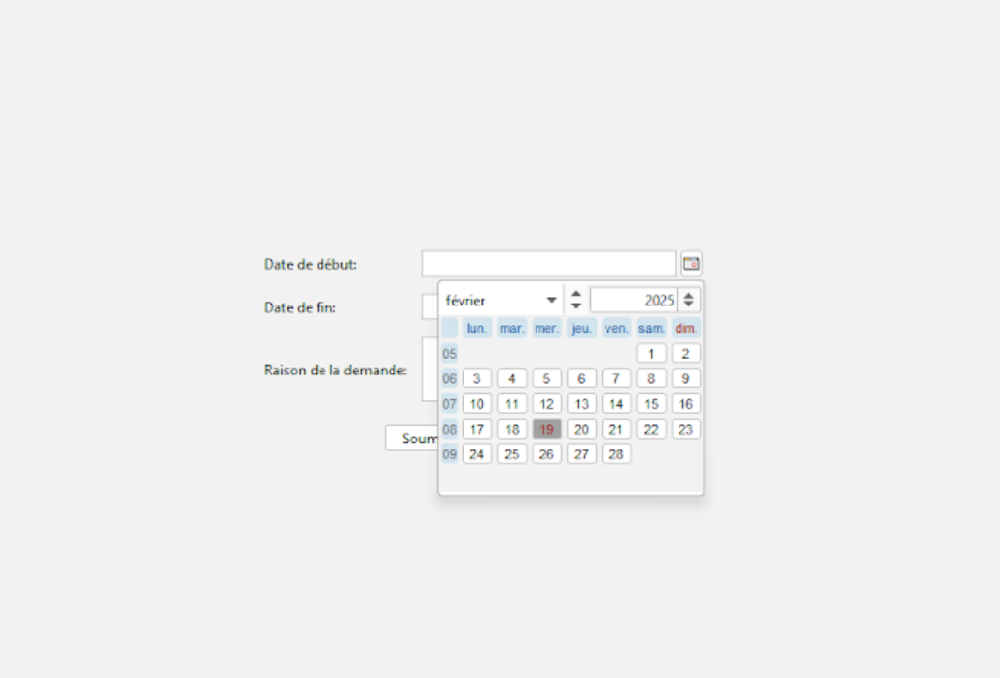 Date de début:
février 2025
Date de fin:
lun. mar. mer. jeu. ven. sam. dim.
05 1 2
Raison de la demande:
06 3 4 5 6 7 8 9
07 10 11 12 13 14 15 16
08 17 18 19 20 21 22 23
Soum
09 24 25 26 27 28